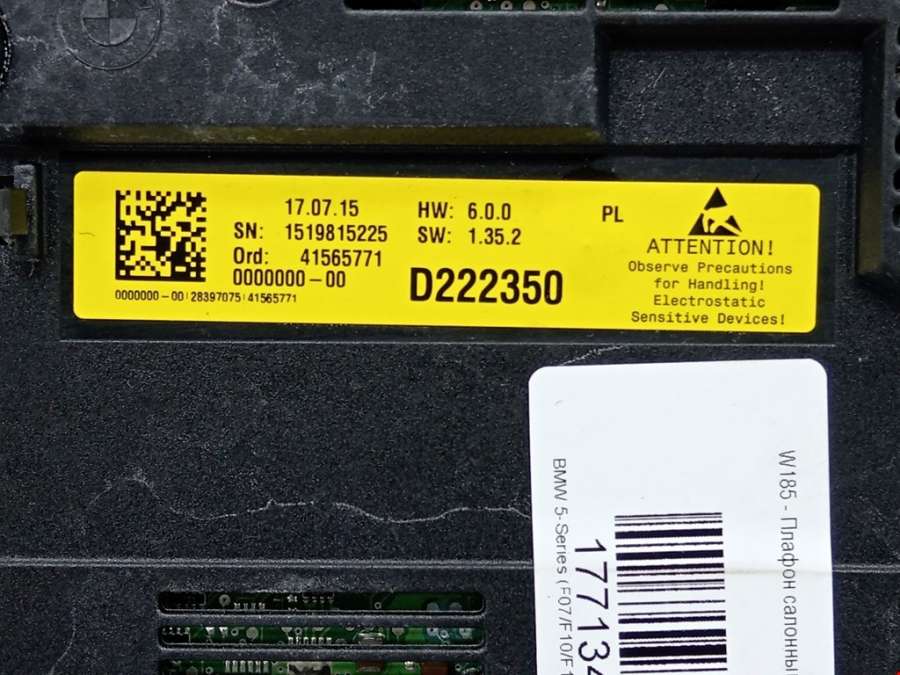 17.07.15
SN: 1519815225
Ord: 41565771
0000000-00
0000000-00 28397075 41565771
HW: 6.0.0
SW: 1.35.2
D222350
PL
ATTENTION!
Observe Precautions
for Handling!
Electrostatic
Sensitive Devices!
W185 - Плафон салонный
BMW 5-Series (F07/F10/F1
177134